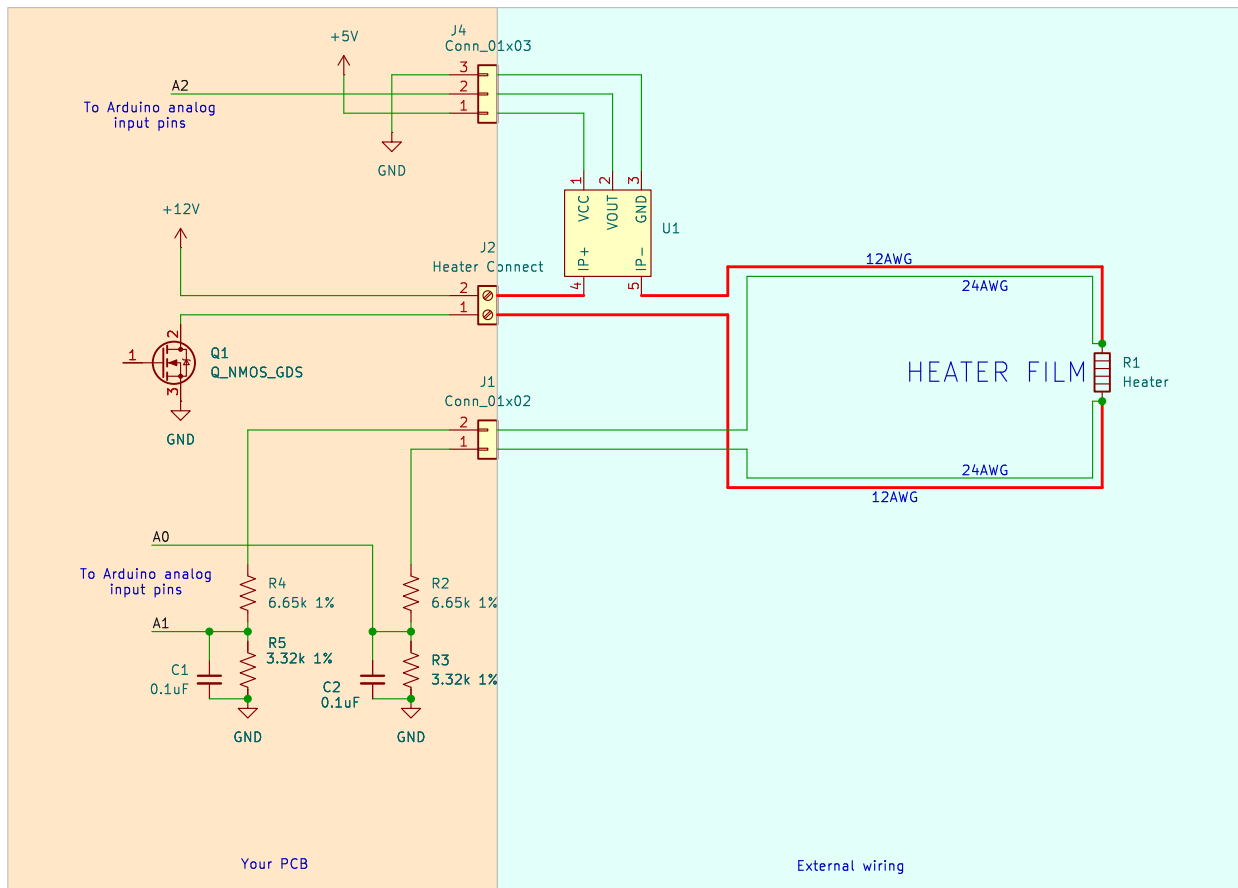 +5V
J4
Conn_01x03
A2
To Arduino analog
input pins
3
2
1
GND
+12V
1
2
3
VCC
VOUT
GND
U1
IP+
IP-
4
5
J2
Heater Connect
2
1
12AWG
24AWG
1
2
3
Q1
Q_NMOS_GDS
GND
HEATER FILM
R1
Heater
J1
Conn_01x02
2
1
24AWG
12AWG
A0
To Arduino analog
input pins
A1
R4
6.65k 1%
R2
6.65k 1%
R5
3.32k 1%
R3
3.32k 1%
C1
0.1uF
C2
0.1uF
GND
GND
Your PCB
External wiring